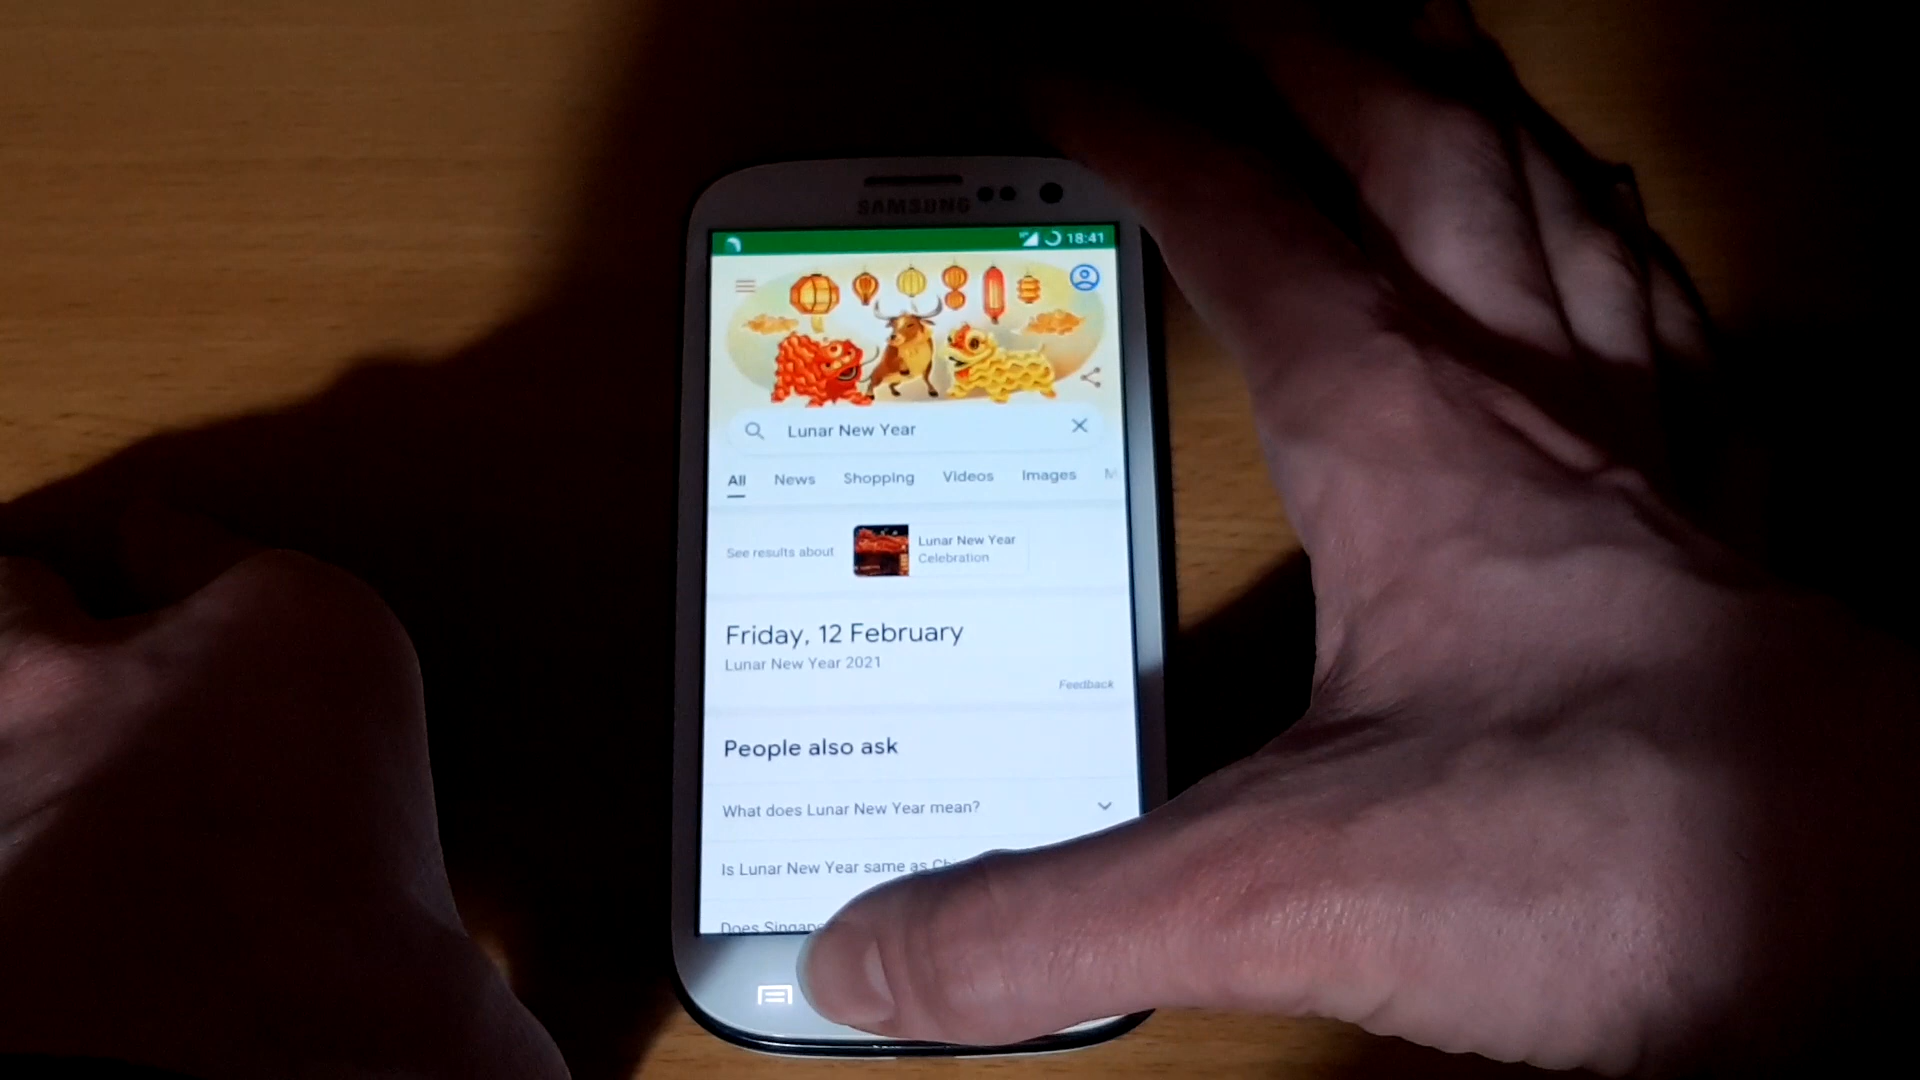 SAMSUNG
18:41
Lunar New Year
All News Shopping Videos Images M
See results about
Lunar New Year
Celebration
Friday, 12 February
Lunar New Year 2021
Feedback
People also ask
What does Lunar New Year mean?
Is Lunar New Year same as
Does